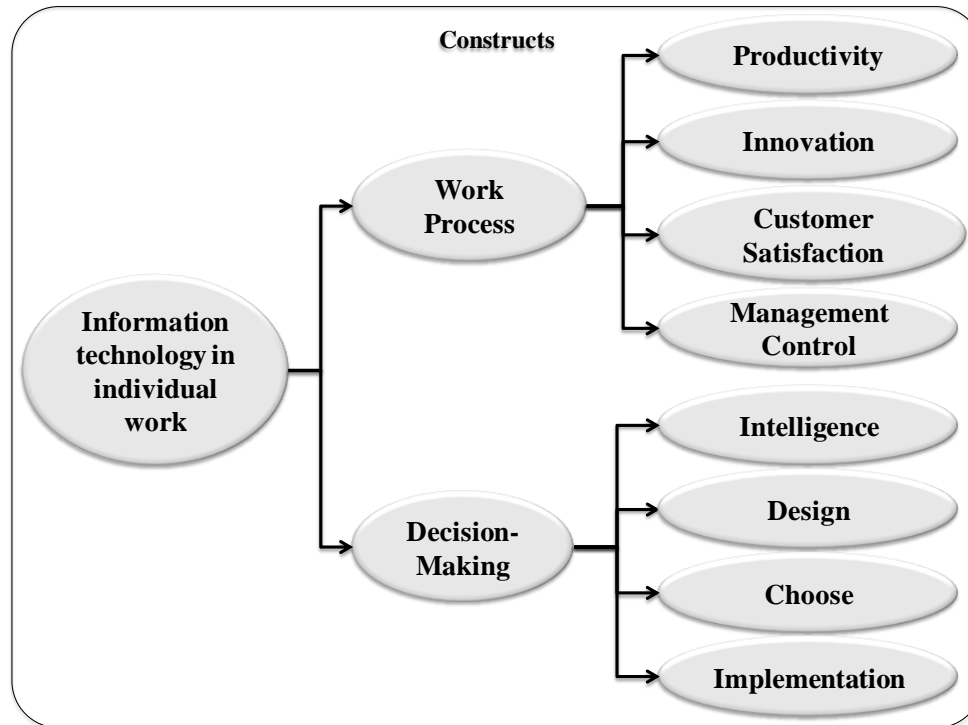 Constructs
Productivity
Innovation
Work
Process
Customer
Satisfaction
Management
Control
Information
technology in
individual
work
Intelligence
Design
Decision-
Making
Choose
Implementation